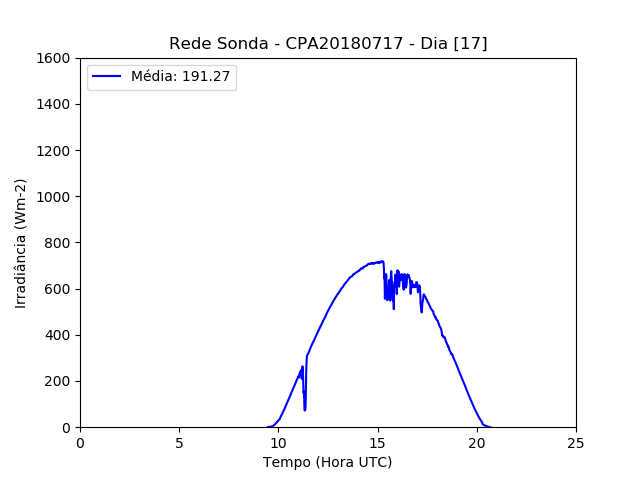 Rede Sonda - CPA20180717 - Dia [17]
Média: 191.27
1600
1400
1200
1000
800
600
400
200
0
Irradiância (Wm-2)
0 5 10 15 20 25
Tempo (Hora UTC)